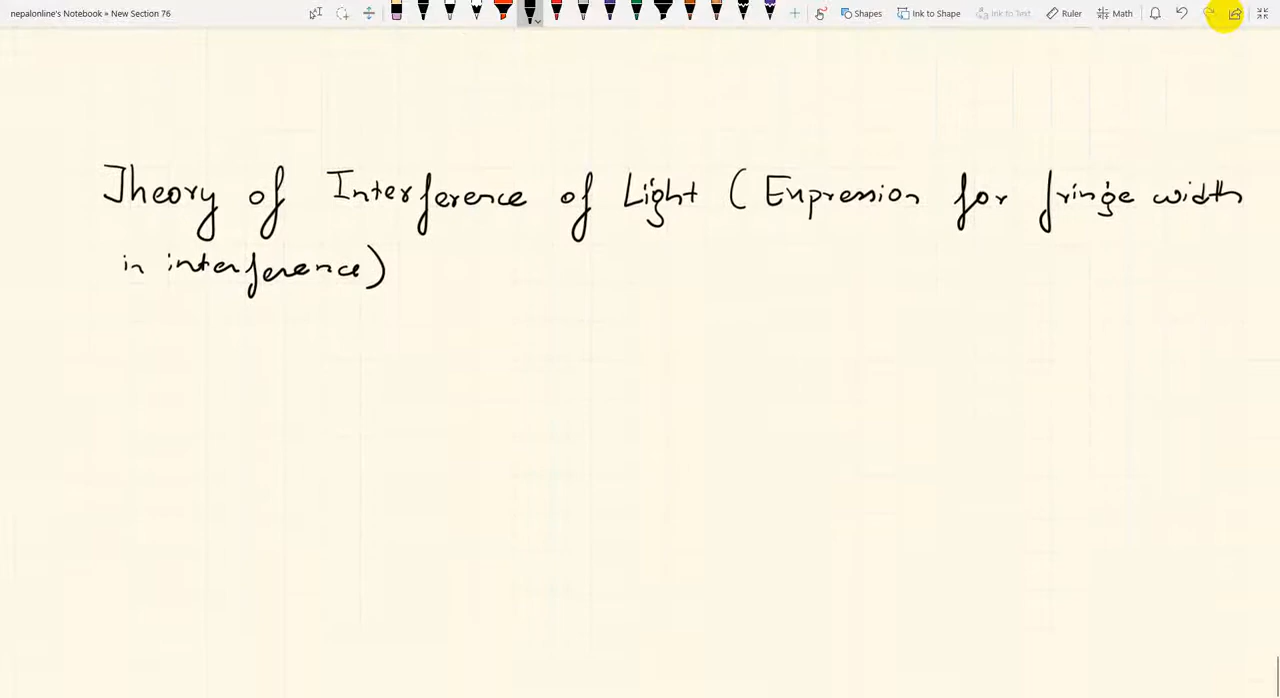 nepalonline's Notebook » New Section 76
Shapes Ink to Shape Ink to Text Ruler Math
Theory of Interference of Light (Expression for fringe width
in interference)